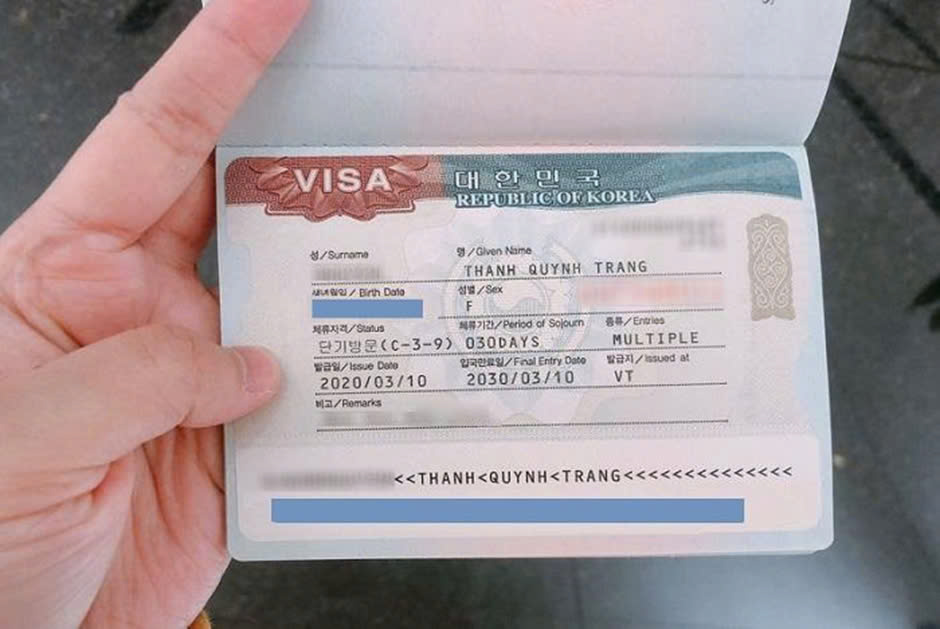 VISA 대한민국
REPUBLIC OF KOREA
성/Surname 명/Given Name
THANH QUYNH TRANG
생년월일/Birth Date 성별/Sex
F
체류자격/Status 체류기간/Period of Sojourn 종류/Entries
단기방문(C-3-9) 030DAYS MULTIPLE
발급일/Issue Date 입국만료일/Final Entry Date 발급지/Issued at
2020/03/10 2030/03/10 VT
비고/Remarks
<<THANH<QUYNH<TRANG<<<<<<<<<<<<<<<